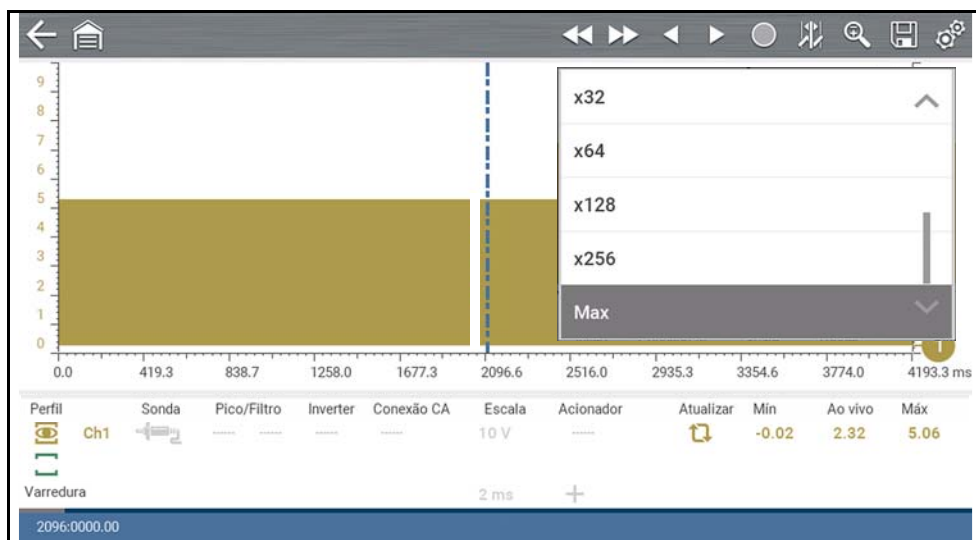 x32
x64
x128
x256
Max
9
8
7
6
5
4
3
2
1
0
1
0.0 419.3 838.7 1258.0 1677.3 2096.6 2516.0 2935.3 3354.6 3774.0 4193.3 ms
Perfil Sonda Pico/Filtro Inverter Conexão CA Escala Acionador Atualizar Mín Ao vivo Máx
Ch1 ------ ------ ------ ------ 10 V ------ -0.02 2.32 5.06
Varredura 2 ms +
2096:0000.00